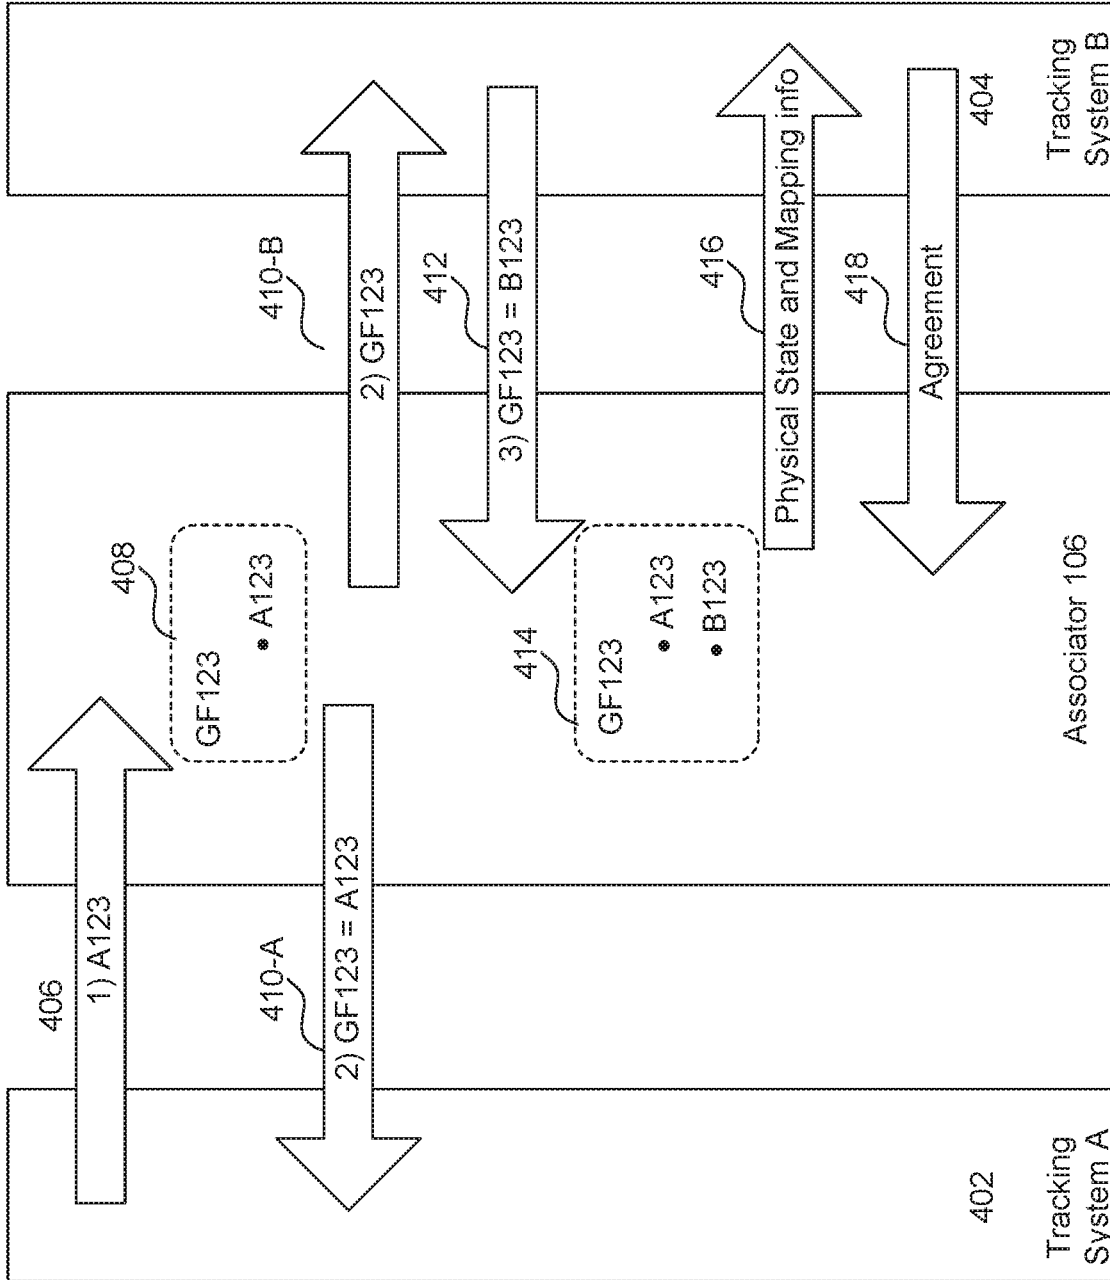 406
1) A123
408
GF123
• A123
410-A
2) GF123 = A123
410-B
2) GF123
412
3) GF123 = B123
414
GF123
• A123
• B123
416
Physical State and Mapping info
418
Agreement
402
Tracking
System A
Associator 106
404
Tracking
System B